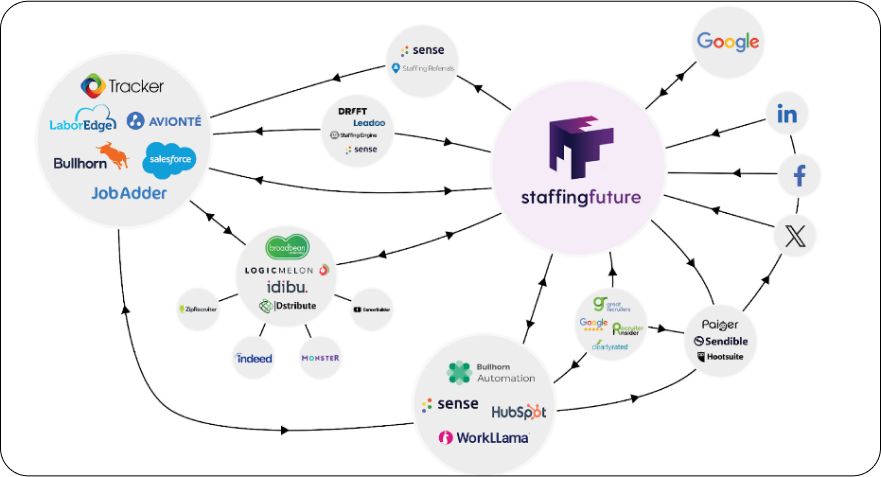 Tracker
LaborEdge
AVIONTÉ
Bullhorn
salesforce
JobAdder
sense
Staffing Referrals
DRIFT
Leadoo
StaffingEngine
sense
staffingfuture
Google
in
f
X
broadbean
LOGICMELON
idibu.
Dstribute
ZipRecruiter
CareerBuilder
indeed
MONSTER
great
recruiters
Google
Recruiter
Insider
clearlyrated
Paiger
Sendible
Hootsuite
Bullhorn
Automation
sense
HubSpot
WorkLLama